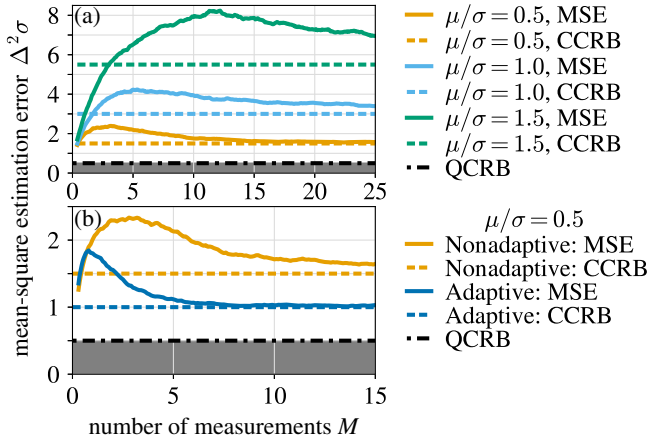 (a)
8
6
4
2
0
0 5 10 15 20 25
μ/σ = 0.5, MSE
μ/σ = 0.5, CCRB
μ/σ = 1.0, MSE
μ/σ = 1.0, CCRB
μ/σ = 1.5, MSE
μ/σ = 1.5, CCRB
QCRB
mean-square estimation error Δ²σ
(b)
2
1
0
0 5 10 15
number of measurements M
μ/σ = 0.5
Nonadaptive: MSE
Nonadaptive: CCRB
Adaptive: MSE
Adaptive: CCRB
QCRB